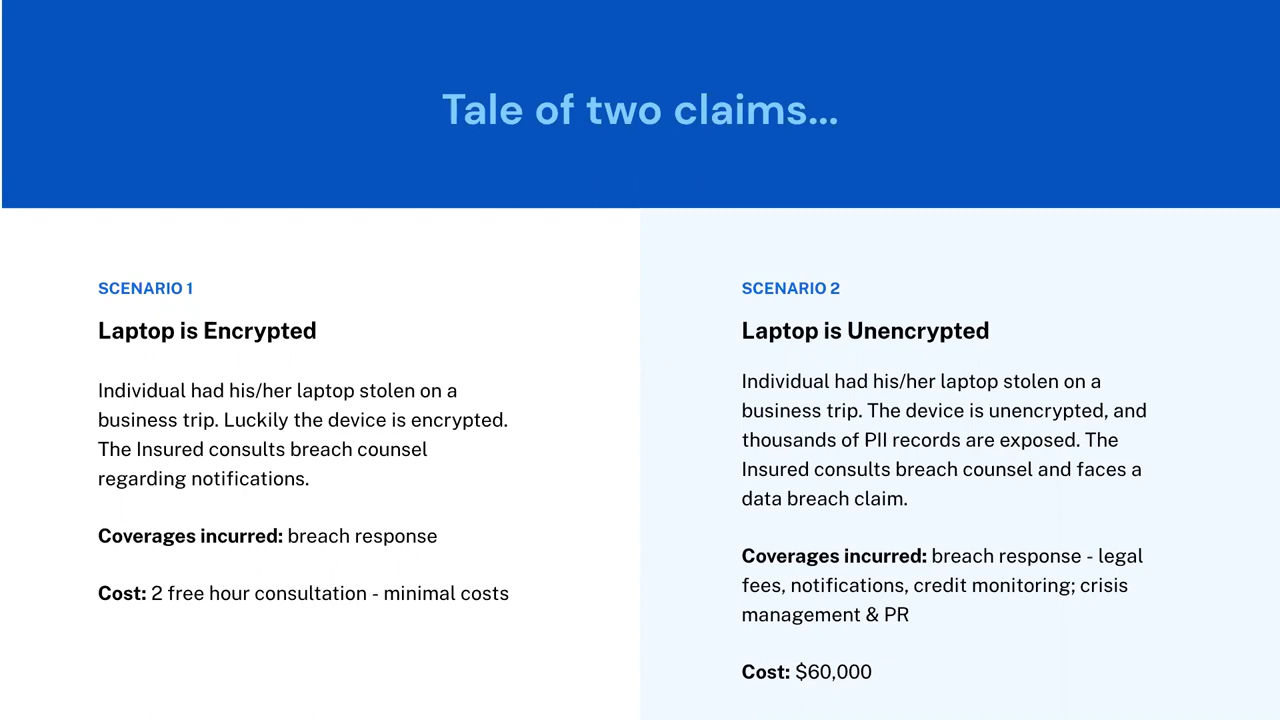 Tale of two claims...
SCENARIO 1
Laptop is Encrypted
Individual had his/her laptop stolen on a
business trip. Luckily the device is encrypted.
The Insured consults breach counsel
regarding notifications.
Coverages incurred: breach response
Cost: 2 free hour consultation - minimal costs
SCENARIO 2
Laptop is Unencrypted
Individual had his/her laptop stolen on a
business trip. The device is unencrypted, and
thousands of PII records are exposed. The
Insured consults breach counsel and faces a
data breach claim.
Coverages incurred: breach response - legal
fees, notifications, credit monitoring; crisis
management & PR
Cost: $60,000